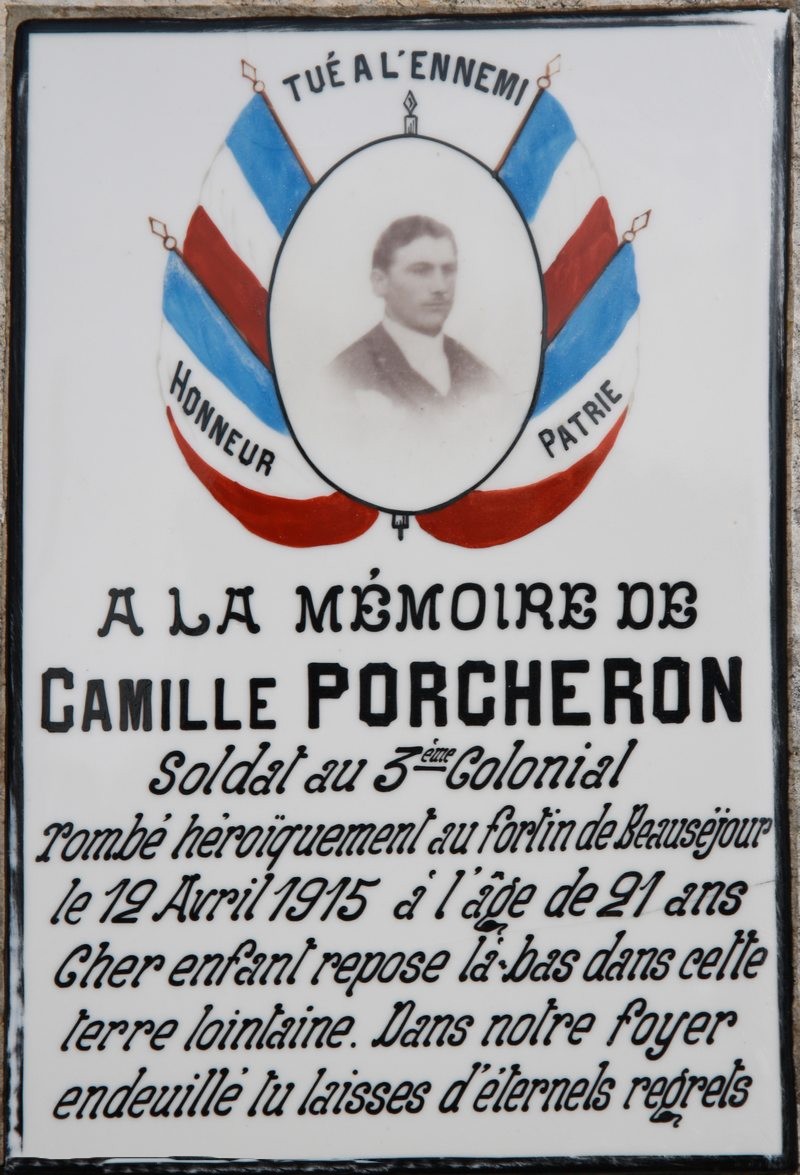 TUÉ A L'ENNEMI
HONNEUR
PATRIE
A LA MÉMOIRE DE
CAMILLE PORCHERON
Soldat au 3ème Colonial
Tombé héroïquement au fortin de Beauséjour
le 12 Avril 1915 á l'âge de 21 ans
Cher enfant repose là-bas dans cette
terre lointaine. Dans notre foyer
endeuillé tu laisses d'éternels regrets